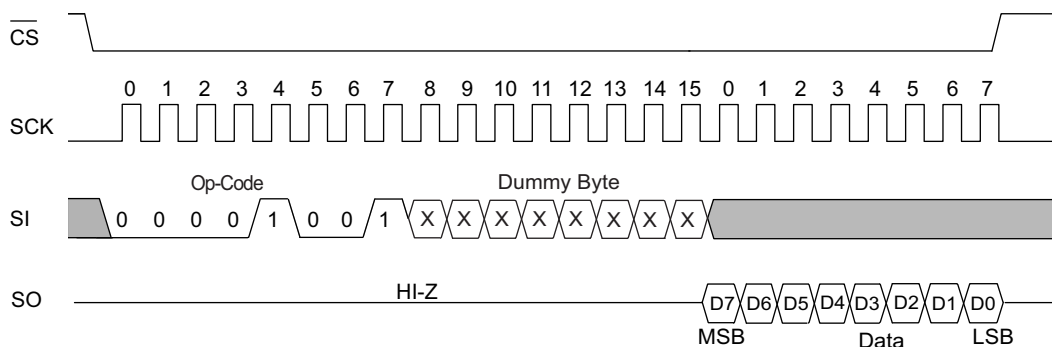 CS
0 1 2 3 4 5 6 7 8 9 10 11 12 13 14 15 0 1 2 3 4 5 6 7
SCK
Op-Code Dummy Byte
SI 0 0 0 0 1 0 0 1 X X X X X X X X
HI-Z
SO D7 D6 D5 D4 D3 D2 D1 D0
MSB Data LSB